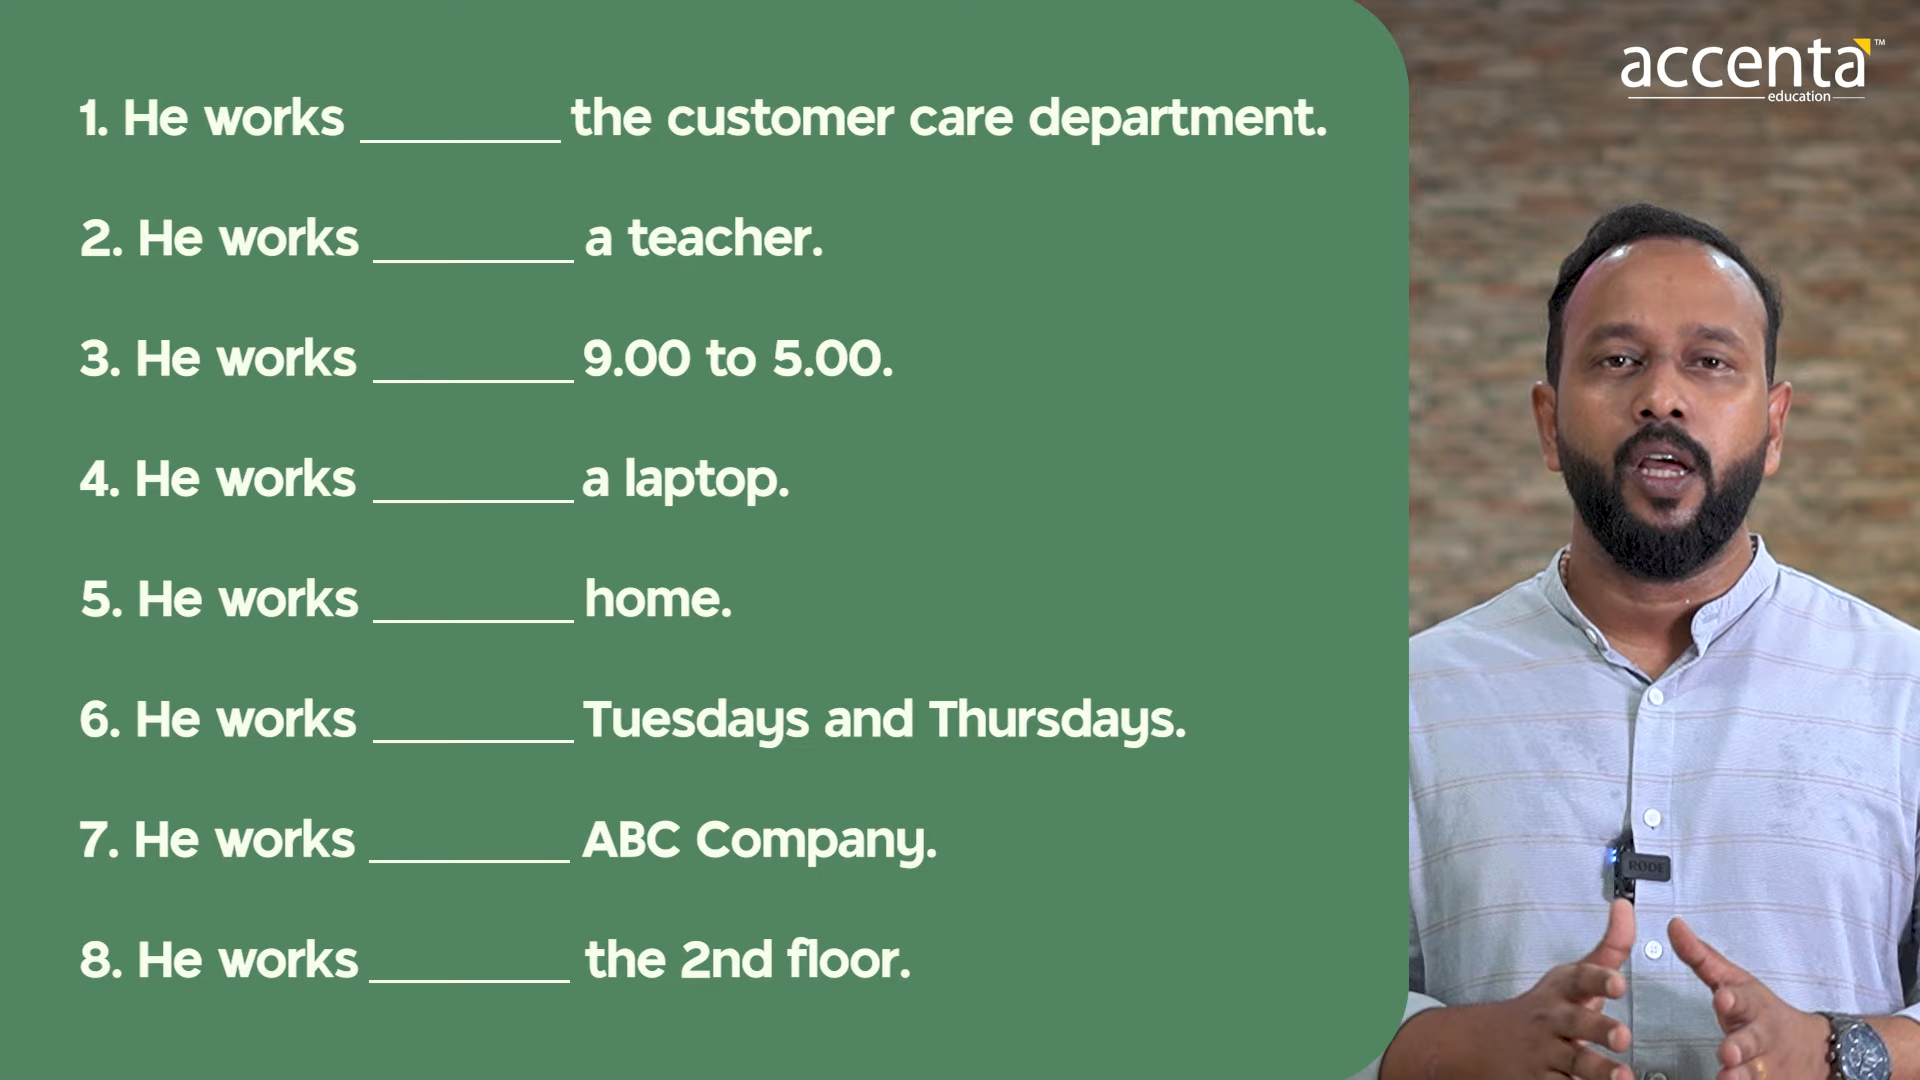 accenta™
education
1. He works ________ the customer care department.
2. He works ________ a teacher.
3. He works ________ 9.00 to 5.00.
4. He works ________ a laptop.
5. He works ________ home.
6. He works ________ Tuesdays and Thursdays.
7. He works ________ ABC Company.
8. He works ________ the 2nd floor.
RØDE